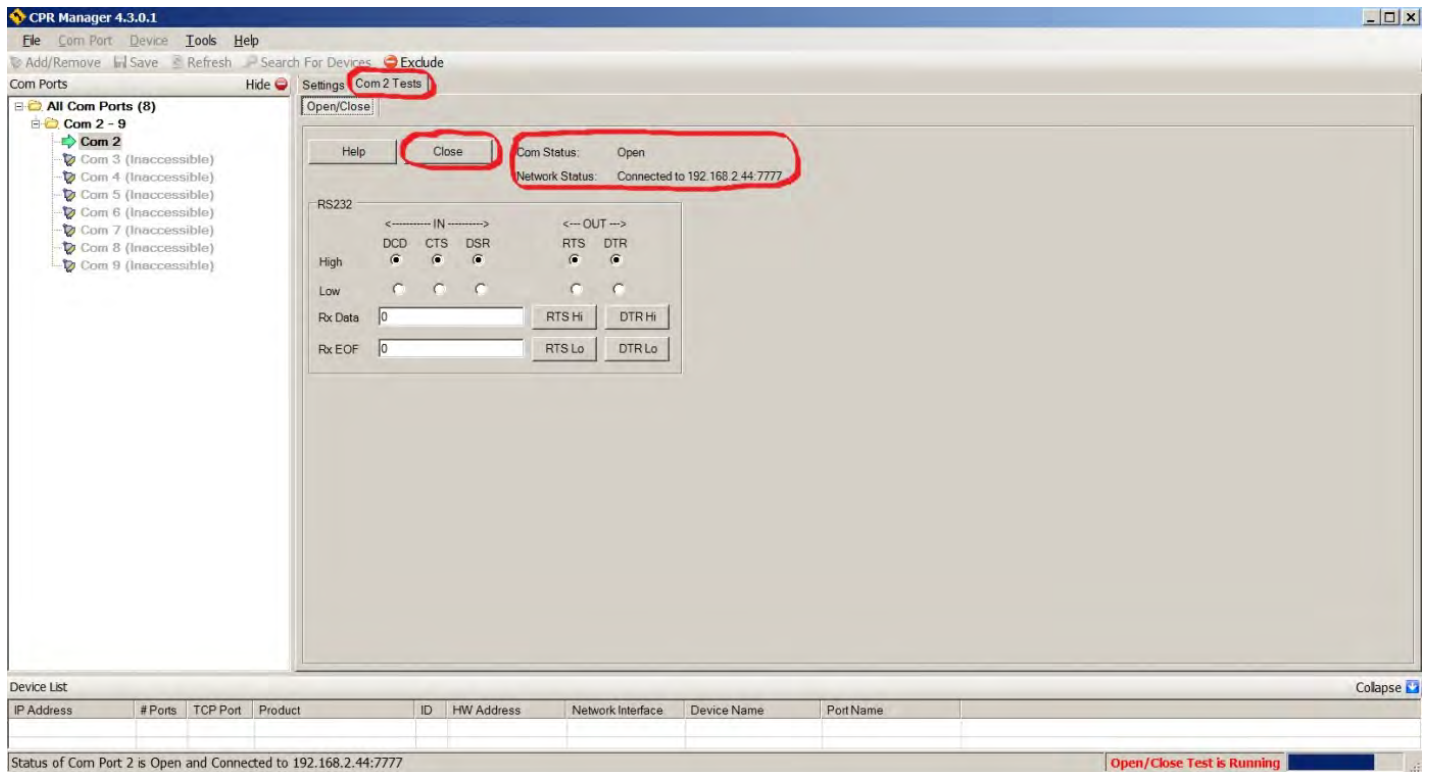 CPR Manager 4.3.0.1
File Com Port Device Tools Help
Add/Remove Save Refresh Search For Devices Exclude
Com Ports Hide
All Com Ports (8)
Com 2 - 9
Com 2
Com 3 (Inaccessible)
Com 4 (Inaccessible)
Com 5 (Inaccessible)
Com 6 (Inaccessible)
Com 7 (Inaccessible)
Com 8 (Inaccessible)
Com 9 (Inaccessible)
Settings Com 2 Tests
Open/Close
Help Close Com Status: Open
Network Status: Connected to 192.168.2.44:7777
RS232
<---------- IN ---------> <--- OUT --->
DCD CTS DSR RTS DTR
High
Low
Rx Data 0 RTS Hi DTR Hi
Rx EOF 0 RTS Lo DTR Lo
Device List Collapse
IP Address # Ports TCP Port Product ID HW Address Network Interface Device Name Port Name
Status of Com Port 2 is Open and Connected to 192.168.2.44:7777 Open/Close Test is Running